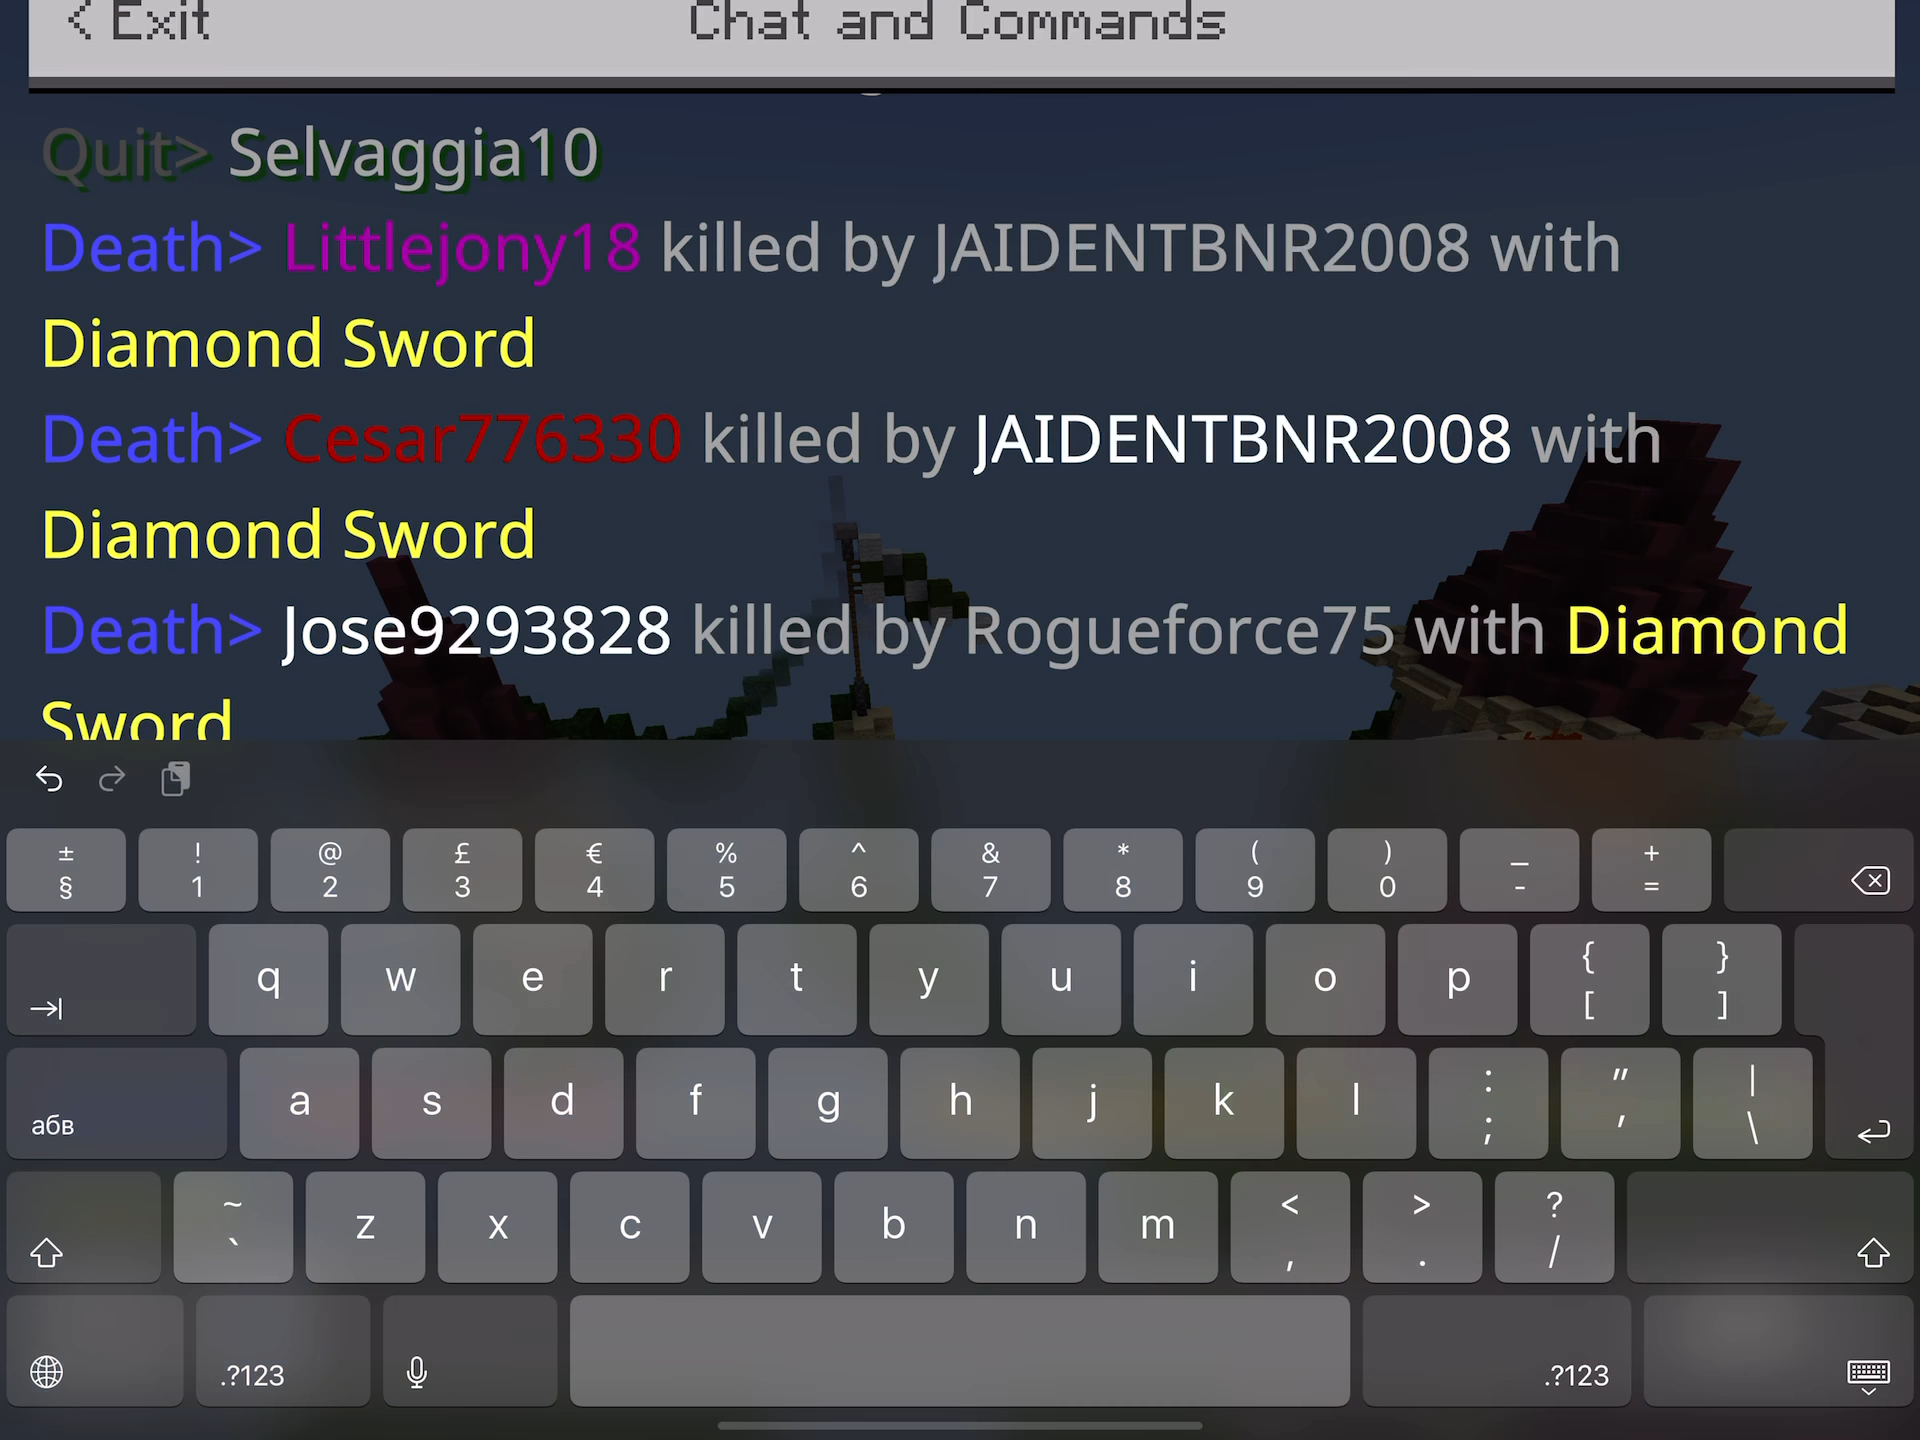 < Exit
Chat and Commands
Quit> Selvaggia10
Death> Littlejony18 killed by JAIDENTBNR2008 with
Diamond Sword
Death> Cesar776330 killed by JAIDENTBNR2008 with
Diamond Sword
Death> Jose9293828 killed by Rogueforce75 with Diamond
Sword
± ! @ £ € % ^ & * ( ) _ +
§ 1 2 3 4 5 6 7 8 9 0 - =
q w e r t y u i o p { }
[ ]
a s d f g h j k l : " |
абв ; ' \
~ z x c v b n m < > ?
` , . /
.?123 .?123